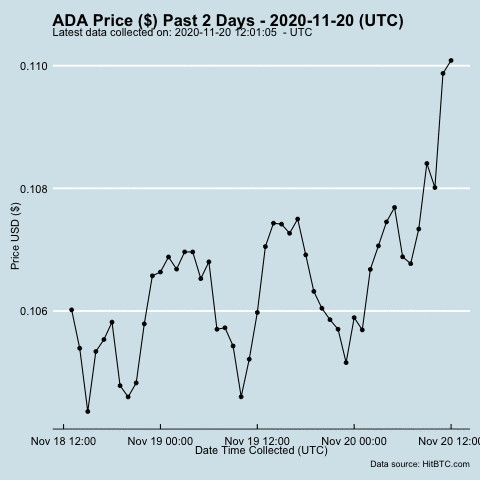 ADA Price ($) Past 2 Days - 2020-11-20 (UTC)
Latest data collected on: 2020-11-20 12:01:05 - UTC
0.110
0.108
Price USD ($)
0.106
Nov 18 12:00 Nov 19 00:00 Nov 19 12:00 Nov 20 00:00 Nov 20 12:00
Date Time Collected (UTC)
Data source: HitBTC.com